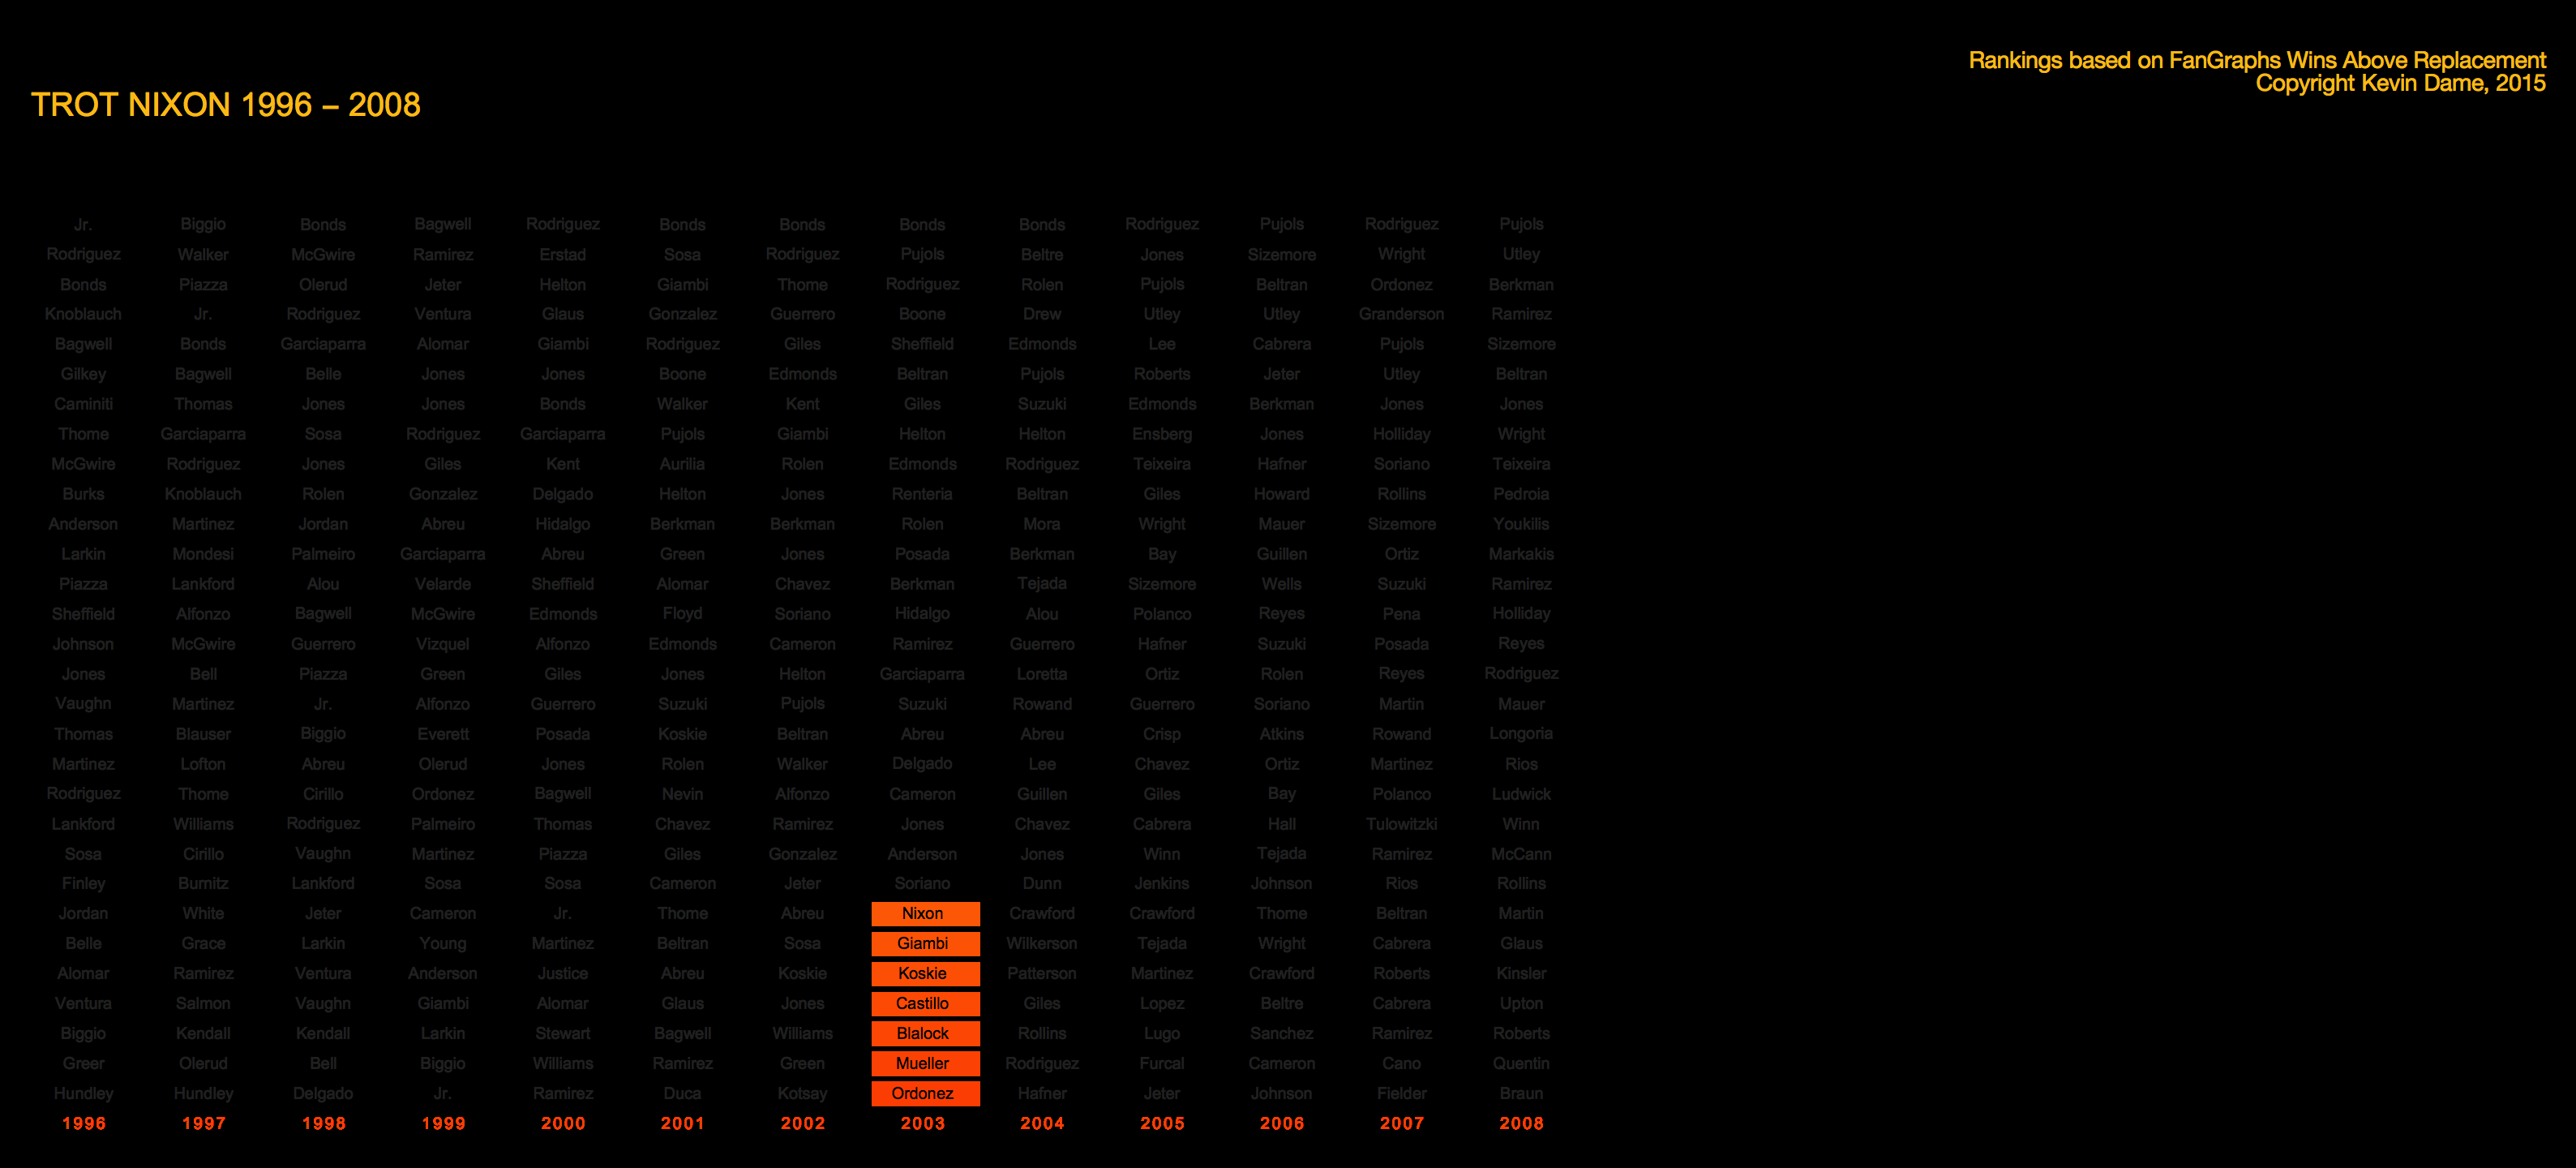 Rankings based on FanGraphs Wins Above Replacement
Copyright Kevin Dame, 2015
TROT NIXON 1996 – 2008
Jr. Biggio Bonds Bagwell Rodriguez Bonds Bonds Bonds Bonds Rodriguez Pujols Rodriguez Pujols
Rodriguez Walker McGwire Ramirez Erstad Sosa Rodriguez Pujols Beltre Jones Sizemore Wright Utley
Bonds Piazza Olerud Jeter Helton Giambi Thome Rodriguez Rolen Pujols Beltran Ordonez Berkman
Knoblauch Jr. Rodriguez Ventura Glaus Gonzalez Guerrero Boone Drew Utley Utley Granderson Ramirez
Bagwell Bonds Garciaparra Alomar Giambi Rodriguez Giles Sheffield Edmonds Lee Cabrera Pujols Sizemore
Gilkey Bagwell Belle Jones Jones Boone Edmonds Beltran Pujols Roberts Jeter Utley Beltran
Caminiti Thomas Jones Jones Bonds Walker Kent Giles Suzuki Edmonds Berkman Jones Jones
Thome Garciaparra Sosa Rodriguez Garciaparra Pujols Giambi Helton Helton Ensberg Jones Holliday Wright
McGwire Rodriguez Jones Giles Kent Aurilia Rolen Edmonds Rodriguez Teixeira Hafner Soriano Teixeira
Burks Knoblauch Rolen Gonzalez Delgado Helton Jones Renteria Beltran Giles Howard Rollins Pedroia
Anderson Martinez Jordan Abreu Hidalgo Berkman Berkman Rolen Mora Wright Mauer Sizemore Youkilis
Larkin Mondesi Palmeiro Garciaparra Abreu Green Jones Posada Berkman Bay Guillen Ortiz Markakis
Piazza Lankford Alou Velarde Sheffield Alomar Chavez Berkman Tejada Sizemore Wells Suzuki Ramirez
Sheffield Alfonzo Bagwell McGwire Edmonds Floyd Soriano Hidalgo Alou Polanco Reyes Pena Holliday
Johnson McGwire Guerrero Vizquel Alfonzo Edmonds Cameron Ramirez Guerrero Hafner Suzuki Posada Reyes
Jones Bell Piazza Green Giles Jones Helton Garciaparra Loretta Ortiz Rolen Reyes Rodriguez
Vaughn Martinez Jr. Alfonzo Guerrero Suzuki Pujols Suzuki Rowand Guerrero Soriano Martin Mauer
Thomas Blauser Biggio Everett Posada Koskie Beltran Abreu Abreu Crisp Atkins Rowand Longoria
Martinez Lofton Abreu Olerud Jones Rolen Walker Delgado Lee Chavez Ortiz Martinez Rios
Rodriguez Thome Cirillo Ordonez Bagwell Nevin Alfonzo Cameron Guillen Giles Bay Polanco Ludwick
Lankford Williams Rodriguez Palmeiro Thomas Chavez Ramirez Jones Chavez Cabrera Hall Tulowitzki Winn
Sosa Cirillo Vaughn Martinez Piazza Giles Gonzalez Anderson Jones Winn Tejada Ramirez McCann
Finley Burnitz Lankford Sosa Sosa Cameron Jeter Soriano Dunn Jenkins Johnson Rios Rollins
Jordan White Jeter Cameron Jr. Thome Abreu Nixon Crawford Crawford Thome Beltran Martin
Belle Grace Larkin Young Martinez Beltran Sosa Giambi Wilkerson Tejada Wright Cabrera Glaus
Alomar Ramirez Ventura Anderson Justice Abreu Koskie Koskie Patterson Martinez Crawford Roberts Kinsler
Ventura Salmon Vaughn Giambi Alomar Glaus Jones Castillo Giles Lopez Beltre Cabrera Upton
Biggio Kendall Kendall Larkin Stewart Bagwell Williams Blalock Rollins Lugo Sanchez Ramirez Roberts
Greer Olerud Bell Biggio Williams Ramirez Green Mueller Rodriguez Furcal Cameron Cano Quentin
Hundley Hundley Delgado Jr. Ramirez Duca Kotsay Ordonez Hafner Jeter Johnson Fielder Braun
1996 1997 1998 1999 2000 2001 2002 2003 2004 2005 2006 2007 2008